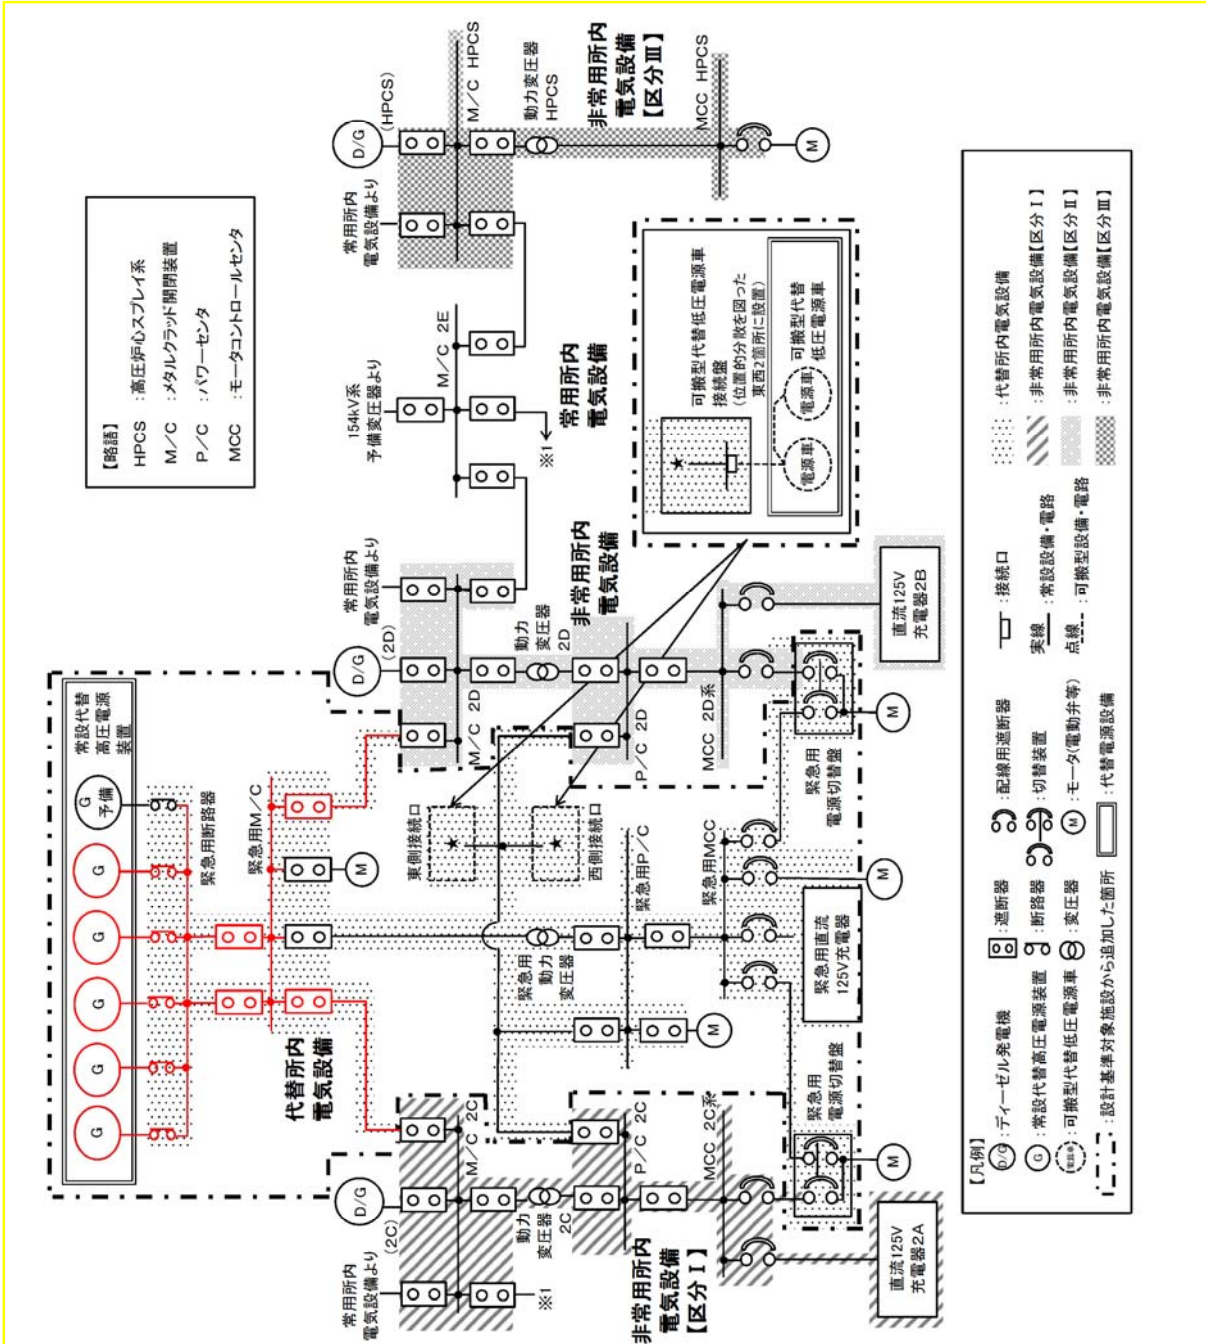 【略語】
HPCS :高圧炉心スプレイ系
M/C :メタルクラッド開閉装置
P/C :パワーセンタ
MCC :モータコントロールセンタ
常設代替
高圧電源
装置
G
G
G
G
G
G
予備
緊急用断路器
緊急用M/C
代替所内
電気設備
M
D/G
(2C)
常用所内
電気設備より
※1
M/C 2C
動力
変圧器
2C
P/C 2C
MCC 2C系
非常用所内
電気設備
【区分Ⅰ】
直流125V
充電器2A
緊急用
電源切替盤
M
緊急用
動力
変圧器
緊急用P/C
M
緊急用MCC
緊急用直流
125V充電器
M
東側接続口
★
西側接続口
★
D/G
(2D)
常用所内
電気設備より
M/C 2D
動力
変圧器
2D
P/C 2D
MCC 2D系
非常用所内
電気設備
緊急用
電源切替盤
M
直流125V
充電器2B
154kV系
予備変圧器より
M/C 2E
※1
常用所内
電気設備
可搬型代替低圧電源車
接続盤
(位置的分散を図った
東西2箇所に設置)
★
可搬型代替
低圧電源車
電源車
電源車
D/G
(HPCS)
常用所内
電気設備より
M/C HPCS
動力変圧器
HPCS
非常用所内
電気設備
【区分Ⅲ】
MCC HPCS
M
【凡例】
D/G :ディーゼル発電機
G :常設代替高圧電源装置
電源車 :可搬型代替低圧電源車
:設計基準対象施設から追加した箇所
:遮断器
:断路器
:変圧器
:配線用遮断器
:切替装置
M :モータ(電動弁等)
:代替電源設備
:接続口
実線 :常設設備・電路
点線 :可搬型設備・電路
:代替所内電気設備
:非常用所内電気設備【区分Ⅰ】
:非常用所内電気設備【区分Ⅱ】
:非常用所内電気設備【区分Ⅲ】